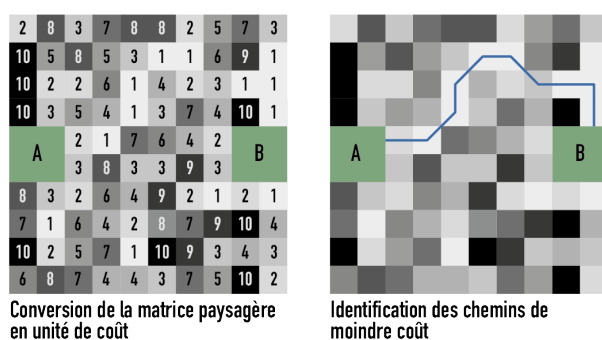 2 8 3 7 8 8 2 5 7 3
10 5 8 5 3 1 1 6 9 1
10 2 2 6 1 4 2 3 1 1
10 3 5 4 1 3 7 4 10 1
A 2 1 7 6 4 2 B
3 8 3 3 9 3
8 3 2 6 4 9 2 1 2 1
7 1 6 4 2 8 7 9 10 4
10 2 5 7 1 10 9 3 4 3
6 8 7 4 4 3 7 5 10 2
Conversion de la matrice paysagère
en unité de coût
A B
Identification des chemins de
moindre coût